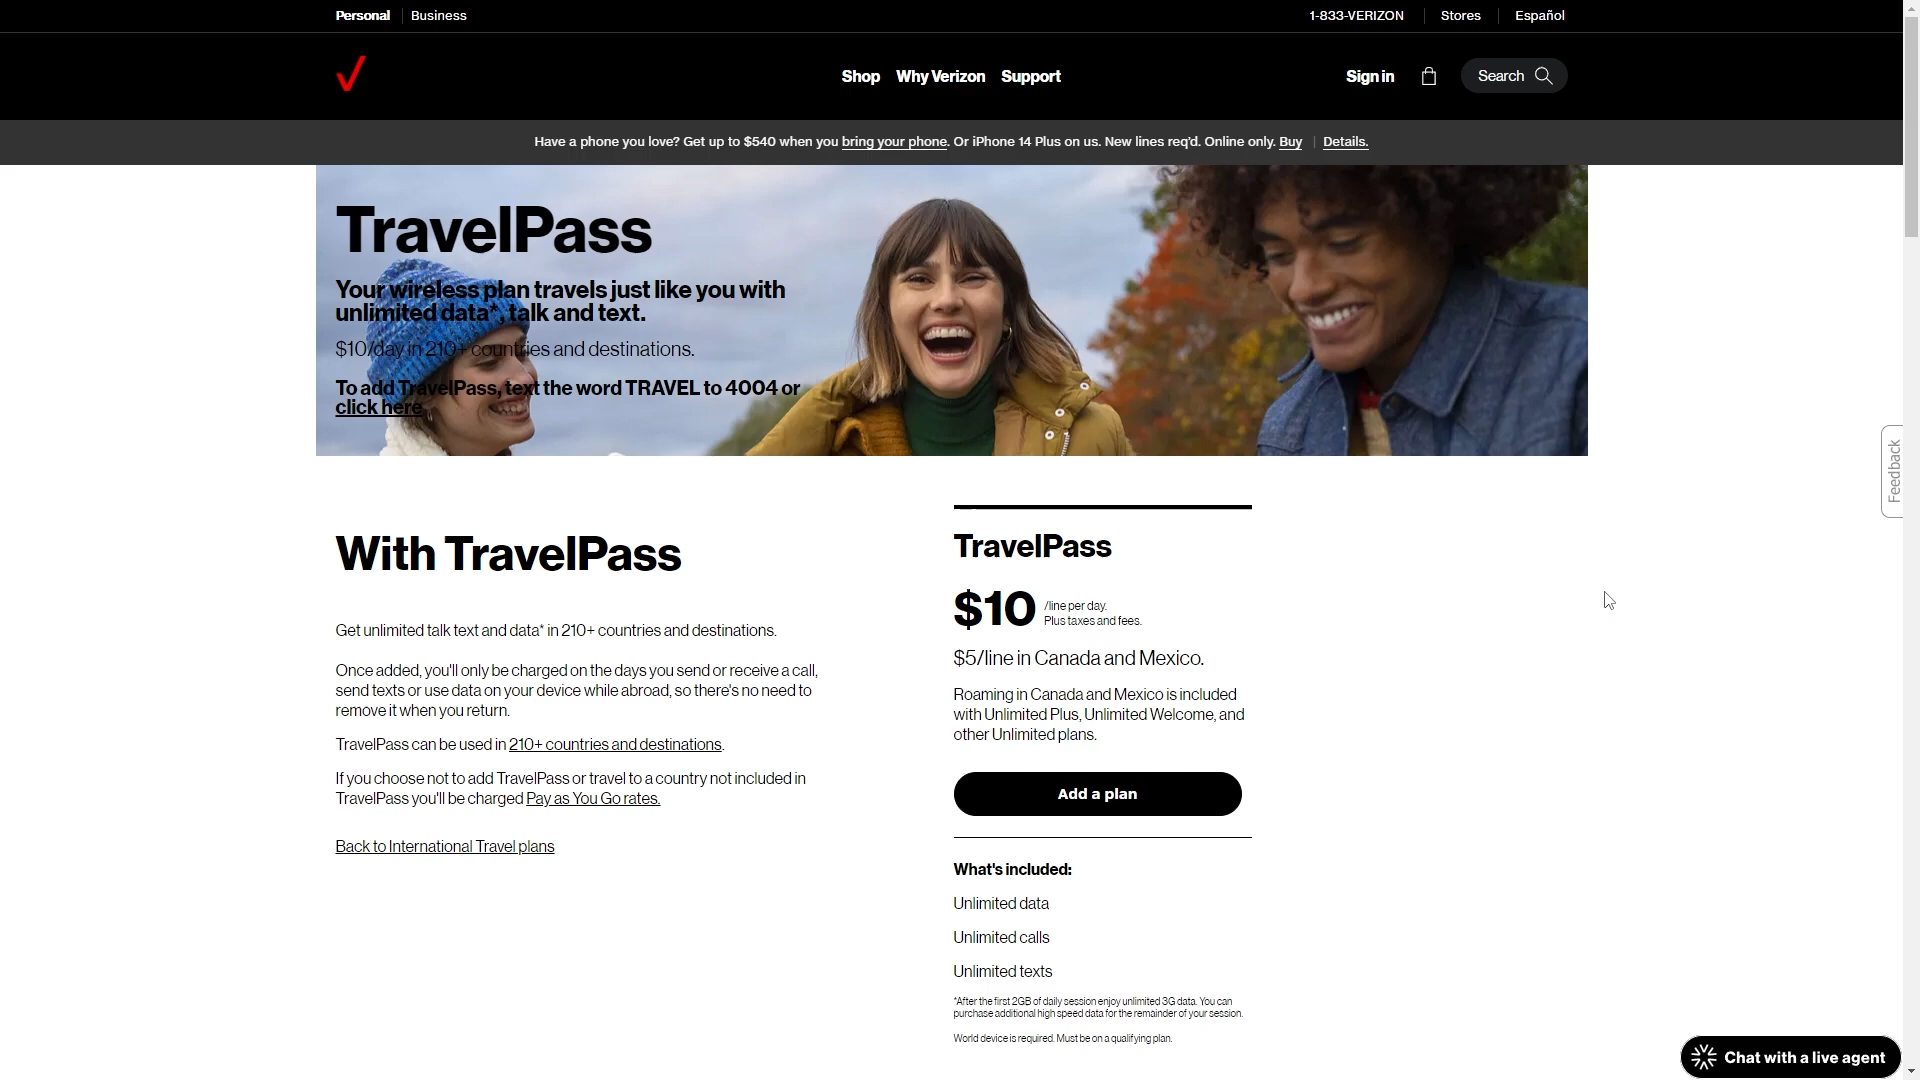 Personal
Business
1-833-VERIZON
Stores
Español
Shop
Why Verizon
Support
Sign in
Search
Have a phone you love? Get up to $540 when you bring your phone. Or iPhone 14 Plus on us. New lines req'd. Online only. Buy
Details.
TravelPass
Your wireless plan travels just like you with
unlimited data*, talk and text.
$10/day in 210+ countries and destinations.
To add TravelPass, text the word TRAVEL to 4004 or
click here
Feedback
With TravelPass
Get unlimited talk text and data* in 210+ countries and destinations.
Once added, you'll only be charged on the days you send or receive a call,
send texts or use data on your device while abroad, so there's no need to
remove it when you return.
TravelPass can be used in 210+ countries and destinations.
If you choose not to add TravelPass or travel to a country not included in
TravelPass you'll be charged Pay as You Go rates.
Back to International Travel plans
TravelPass
$10
/line per day.
Plus taxes and fees.
$5/line in Canada and Mexico.
Roaming in Canada and Mexico is included
with Unlimited Plus, Unlimited Welcome, and
other Unlimited plans.
Add a plan
What's included:
Unlimited data
Unlimited calls
Unlimited texts
*After the first 2GB of daily session enjoy unlimited 3G data. You can
purchase additional high speed data for the remainder of your session.
World device is required. Must be on a qualifying plan.
Chat with a live agent